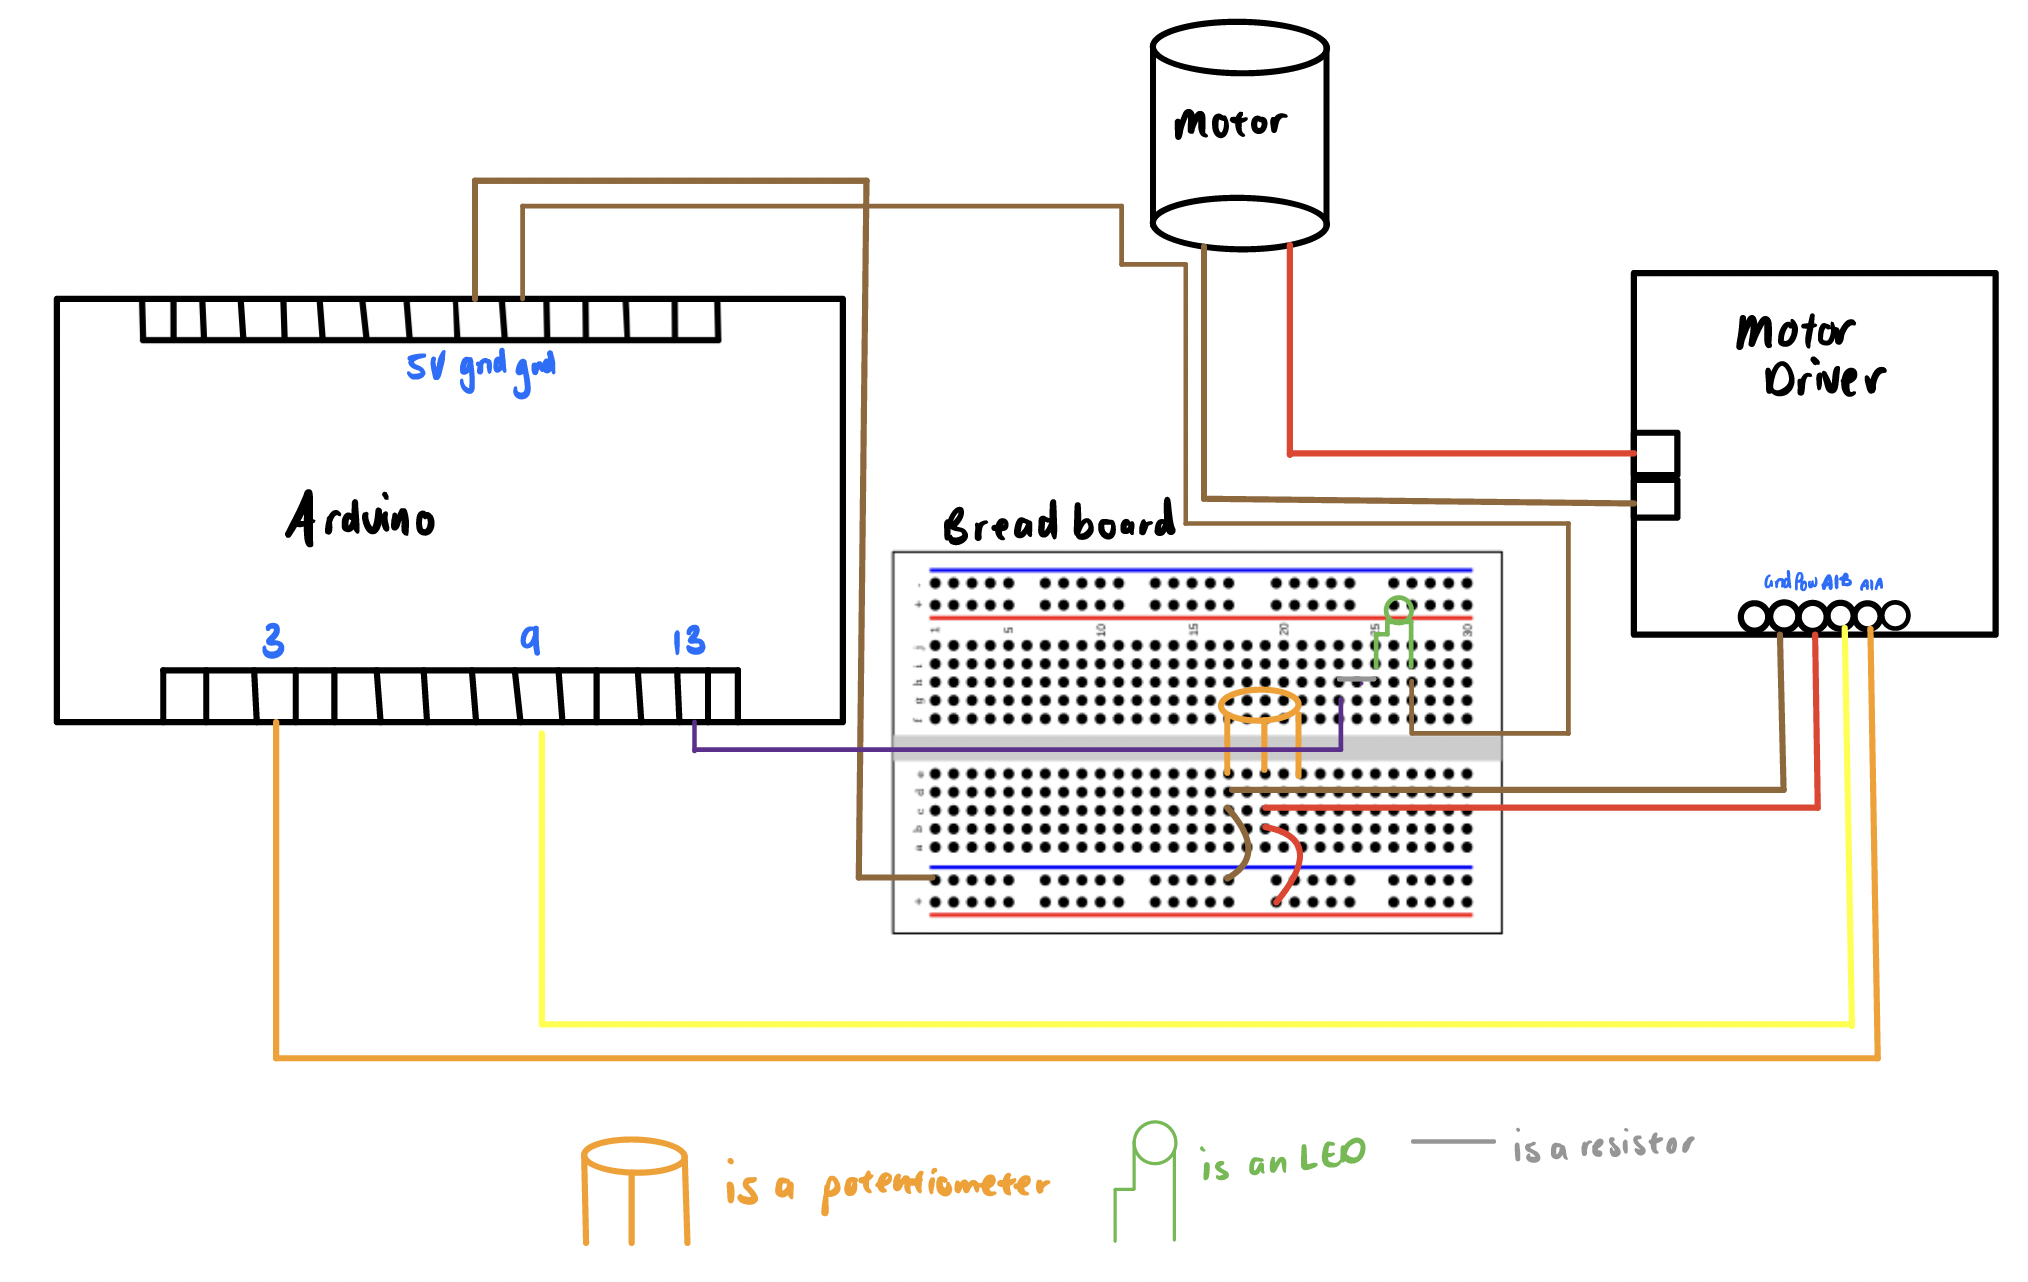 Motor
Motor
Driver
5V gnd gnd
Arduino
Bread board
Gnd Pow A1B A1A
3 9 13
- +
1 5 10 15 20 25 30
j
i
h
g
f
e
d
c
b
a
+
is a potentiometer
is an LED
is a resistor